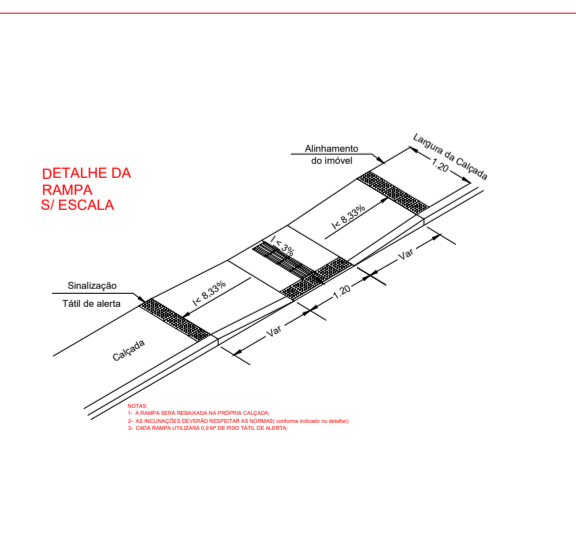 DETALHE DA
RAMPA
S/ ESCALA
Alinhamento
do imóvel
Largura da Calçada
1.20
I< 8,33%
I < 3%
Var
Sinalização
Tátil de alerta
I< 8,33%
1.20
Var
Calçada
NOTAS
1- A RAMPA SERÁ REBAIXADA NA PRÓPRIA CALÇADA;
2- AS INCLINAÇÕES DEVERÃO RESPEITAR AS NORMAS( conforme indicado no detalhe);
3- CADA RAMPA UTILIZARÁ 0,9 M² DE PISO TÁTIL DE ALERTA;